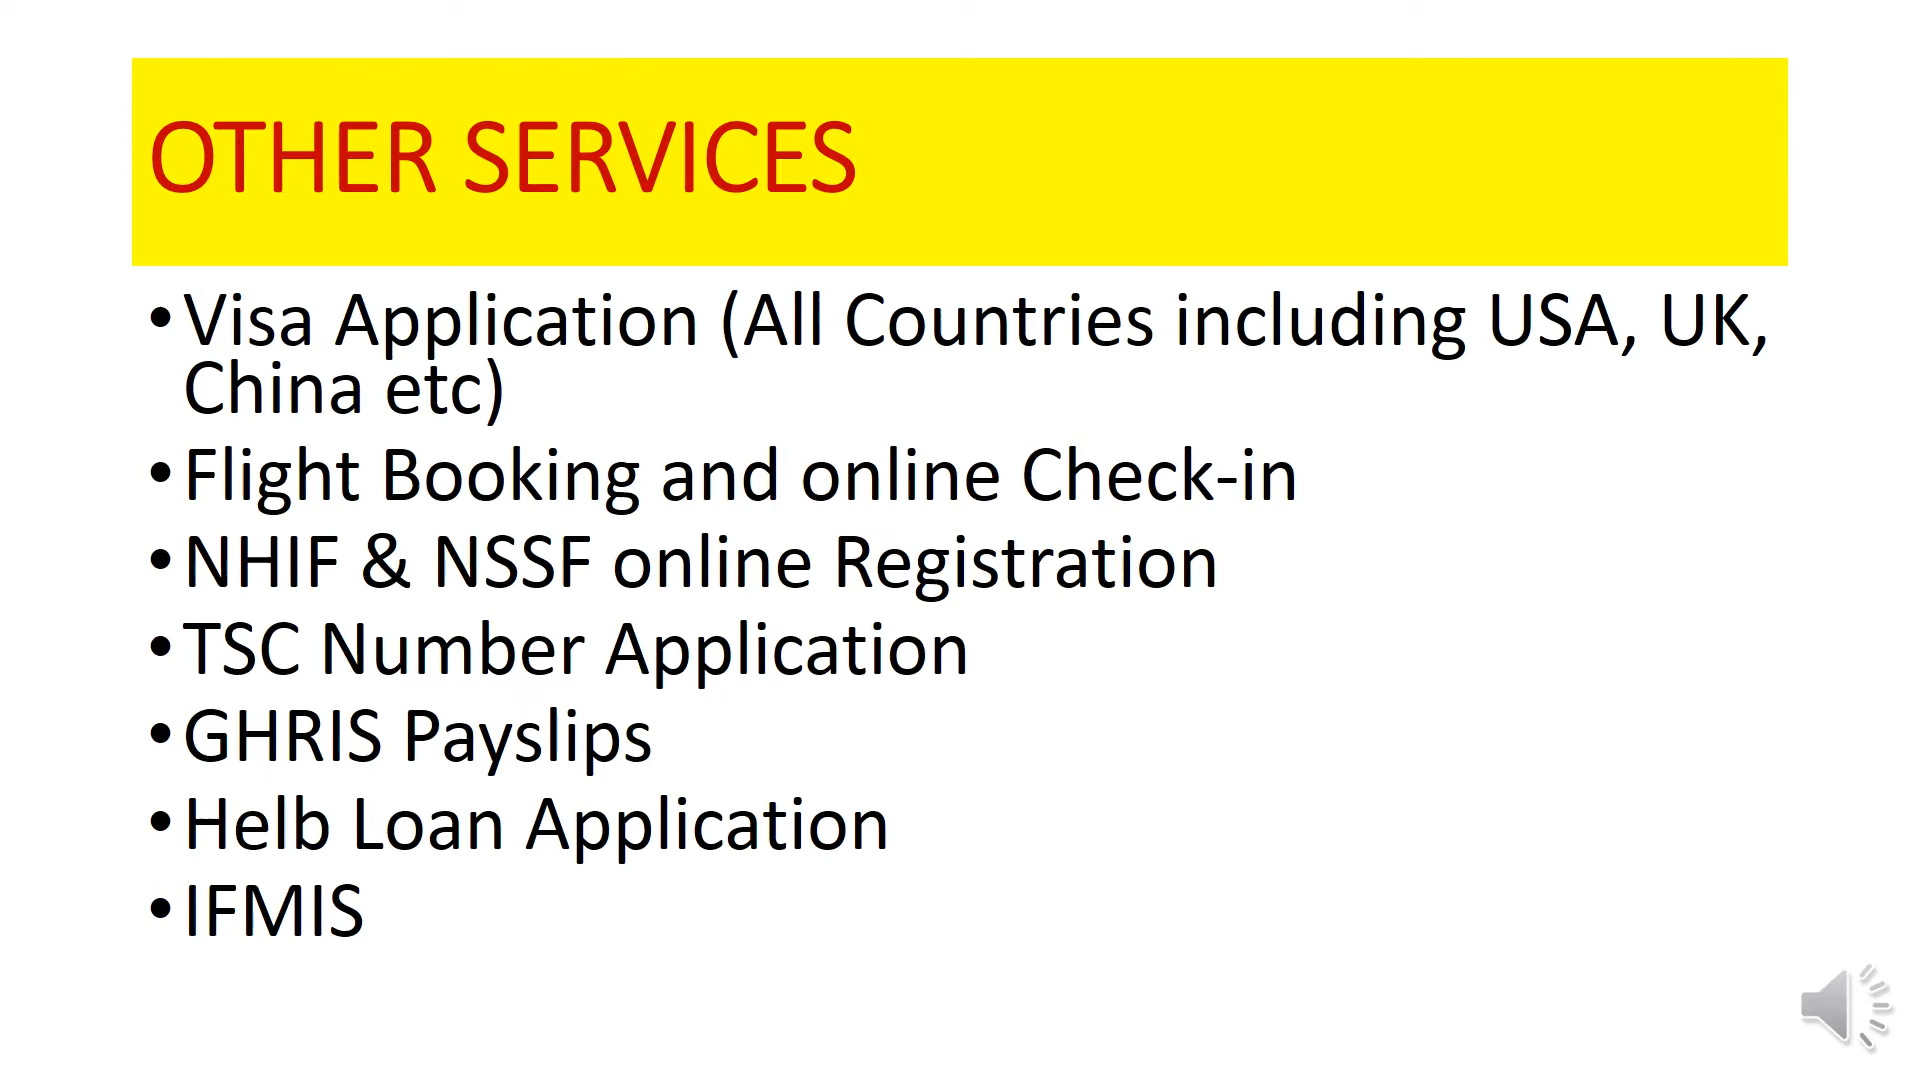 OTHER SERVICES
•Visa Application (All Countries including USA, UK,
China etc)
•Flight Booking and online Check-in
•NHIF & NSSF online Registration
•TSC Number Application
•GHRIS Payslips
•Helb Loan Application
•IFMIS